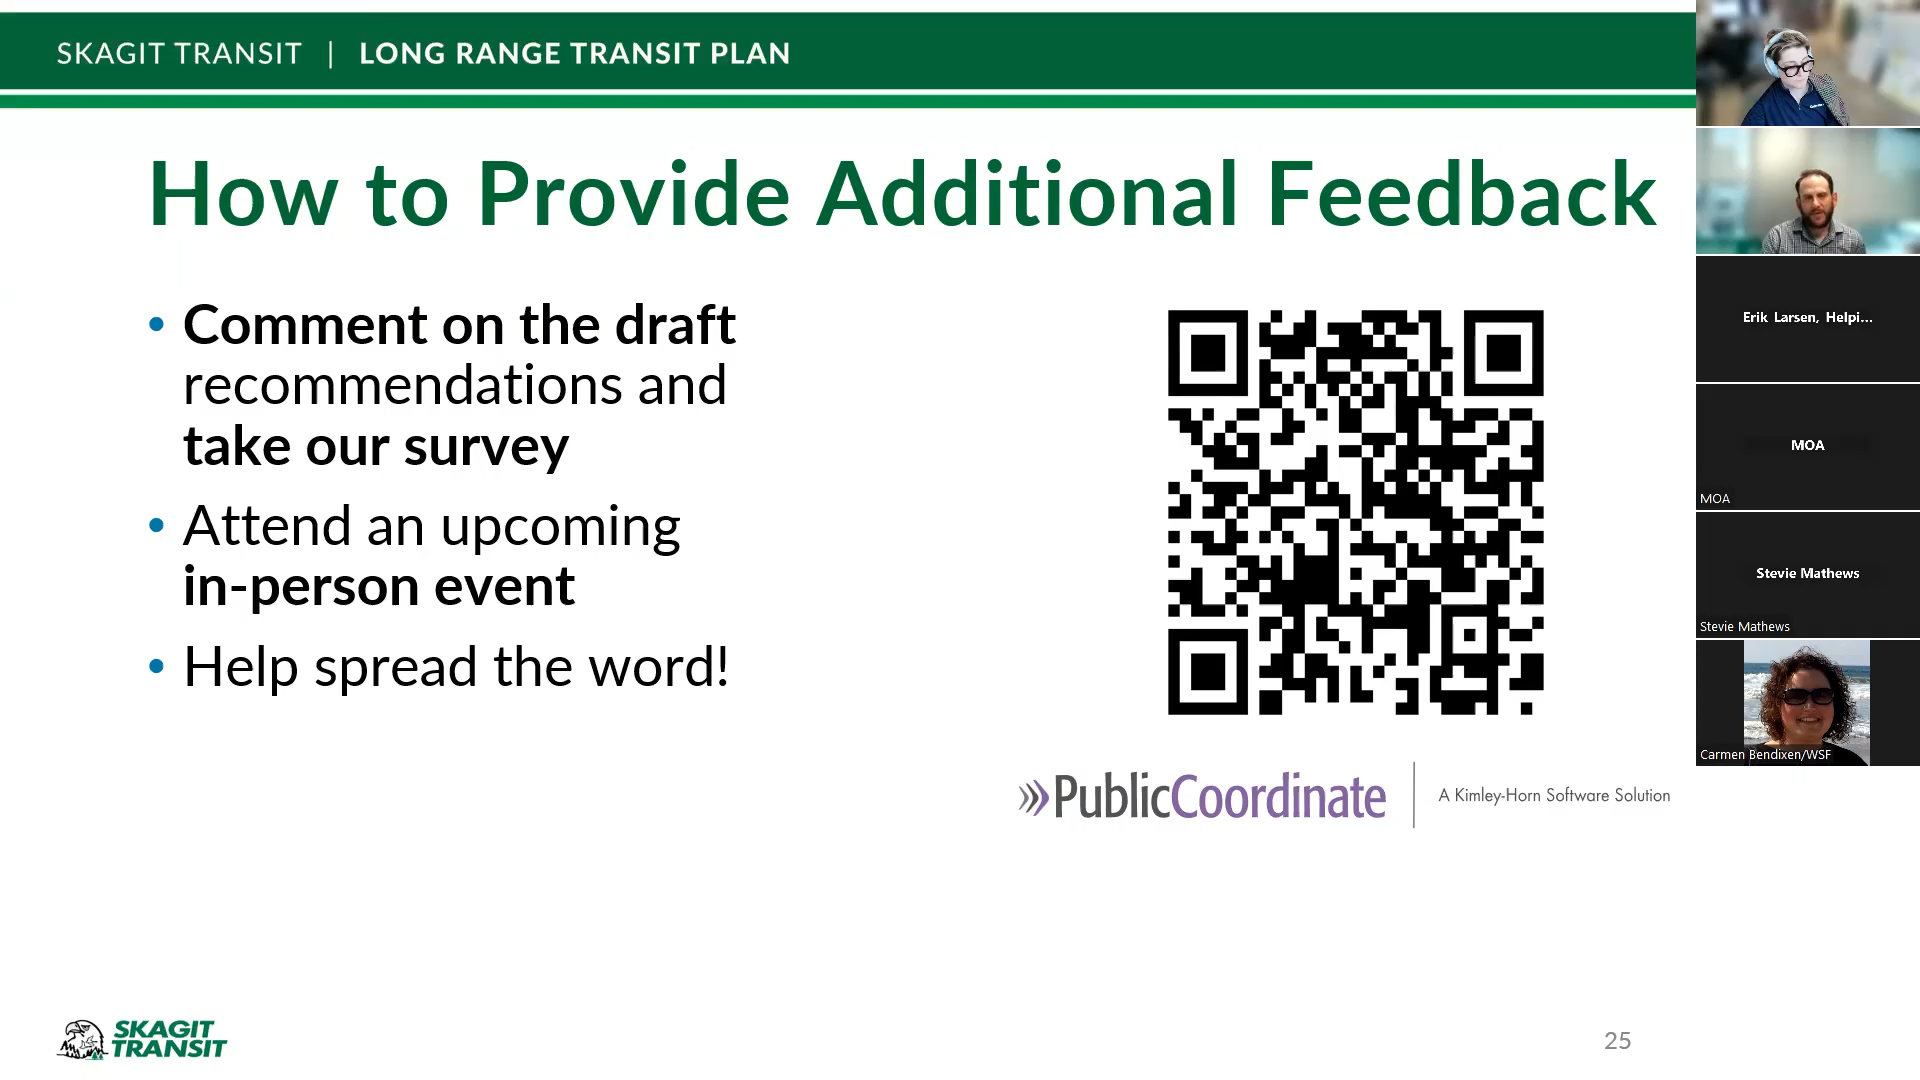 SKAGIT TRANSIT | LONG RANGE TRANSIT PLAN
How to Provide Additional Feedback
• Comment on the draft
recommendations and
take our survey
• Attend an upcoming
in-person event
• Help spread the word!
PublicCoordinate | A Kimley-Horn Software Solution
SKAGIT
TRANSIT
25
Erik Larsen, Helpi...
MOA
MOA
Stevie Mathews
Stevie Mathews
Carmen Bendixen/WSF